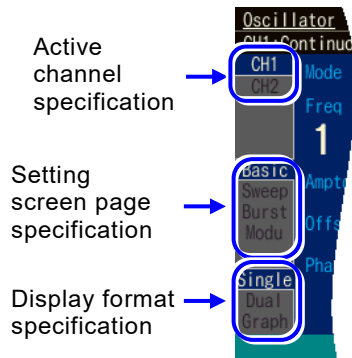 Active
channel
specification
Setting
screen page
specification
Display format
specification
Oscillator
CH1:Continuo
CH1
CH2
Mode
Freq
1
Basic
Sweep
Burst
Modu
Ampt
Offs
Pha
Single
Dual
Graph